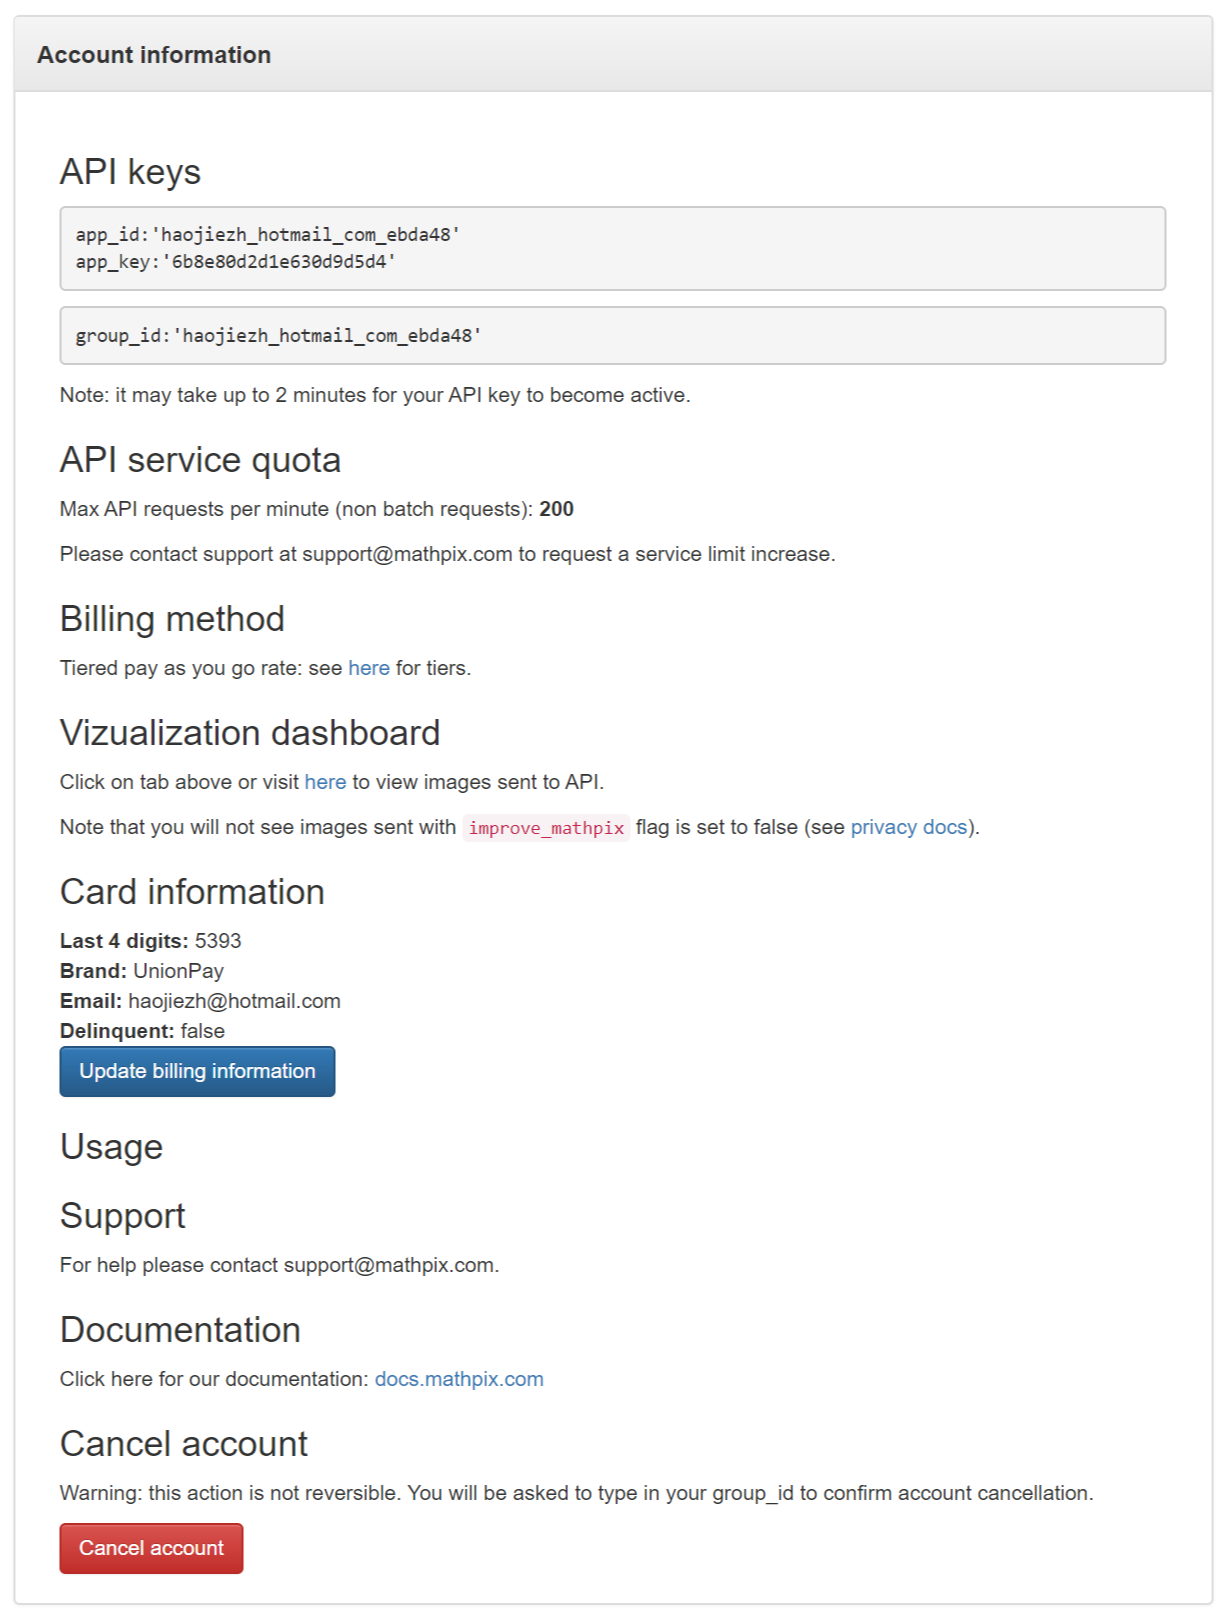 Account information
API keys
app_id:'haojiezh_hotmail_com_ebda48'
app_key:'6b8e80d2d1e630d9d5d4'
group_id:'haojiezh_hotmail_com_ebda48'
Note: it may take up to 2 minutes for your API key to become active.
API service quota
Max API requests per minute (non batch requests): 200
Please contact support at support@mathpix.com to request a service limit increase.
Billing method
Tiered pay as you go rate: see here for tiers.
Vizualization dashboard
Click on tab above or visit here to view images sent to API.
Note that you will not see images sent with improve_mathpix flag is set to false (see privacy docs).
Card information
Last 4 digits: 5393
Brand: UnionPay
Email: haojiezh@hotmail.com
Delinquent: false
Update billing information
Usage
Support
For help please contact support@mathpix.com.
Documentation
Click here for our documentation: docs.mathpix.com
Cancel account
Warning: this action is not reversible. You will be asked to type in your group_id to confirm account cancellation.
Cancel account